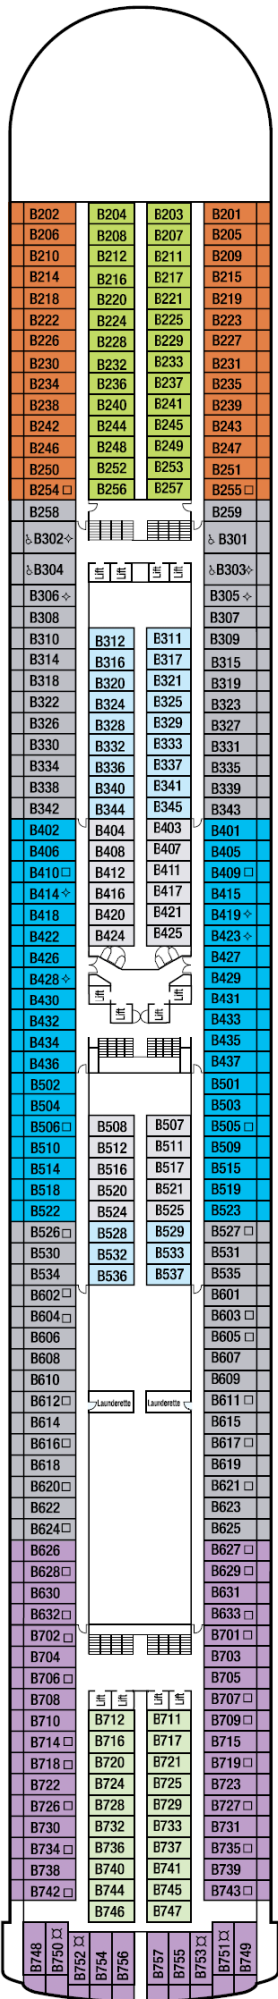 B202 B204 B203 B201
B206 B208 B207 B205
B210 B212 B211 B209
B214 B216 B217 B215
B218 B220 B221 B219
B222 B224 B225 B223
B226 B228 B229 B227
B230 B232 B233 B231
B234 B236 B237 B235
B238 B240 B241 B239
B242 B244 B245 B243
B246 B248 B249 B247
B250 B252 B253 B251
B254 □ B256 B257 B255 □
B258 B259
♿B302✧ ♿ B301
Lift Lift Lift Lift
♿B304 ♿B303✧
B306 ✧ B305 ✧
B308 B307
B310 B312 B311 B309
B314 B316 B317 B315
B318 B320 B321 B319
B322 B324 B325 B323
B326 B328 B329 B327
B330 B332 B333 B331
B334 B336 B337 B335
B338 B340 B341 B339
B342 B344 B345 B343
B402 B404 B403 B401
B406 B408 B407 B405
B410 □ B412 B411 B409 □
B414 ✧ B416 B417 B415
B418 B420 B421 B419 ✧
B422 B424 B425 B423 ✧
B426 B427
B428 ✧ B429
Lift Lift
B430 B431
Lift Lift
B432 B433
B434 B435
B436 B437
B502 B501
B504 B503
B506 □ B508 B507 B505 □
B510 B512 B511 B509
B514 B516 B517 B515
B518 B520 B521 B519
B522 B524 B525 B523
B526 □ B528 B529 B527 □
B530 B532 B533 B531
B534 B536 B537 B535
B602 □ B601
B604 □ B603 □
B606 B605 □
B608 B607
B610 B609
B612 □ Launderette Launderette B611 □
B614 B615
B616 □ B617 □
B618 B619
B620 □ B621 □
B622 B623
B624 □ B625
B626 B627 □
B628 □ B629 □
B630 B631
B632 □ B633 □
B702 □ B701 □
B704 B703
B706 □ B705
Lift Lift Lift Lift
B708 B707 □
B710 B712 B711 B709 □
B714 □ B716 B717 B715
B718 □ B720 B721 B719 □
B722 B724 B725 B723
B726 □ B728 B729 B727 □
B730 B732 B733 B731
B734 □ B736 B737 B735 □
B738 B740 B741 B739
B742 □ B744 B745 B743 □
B746 B747
B748 B750 ¤ B752 ¤ B754 B756 B757 B755 B753 ¤ B751 ¤ B749